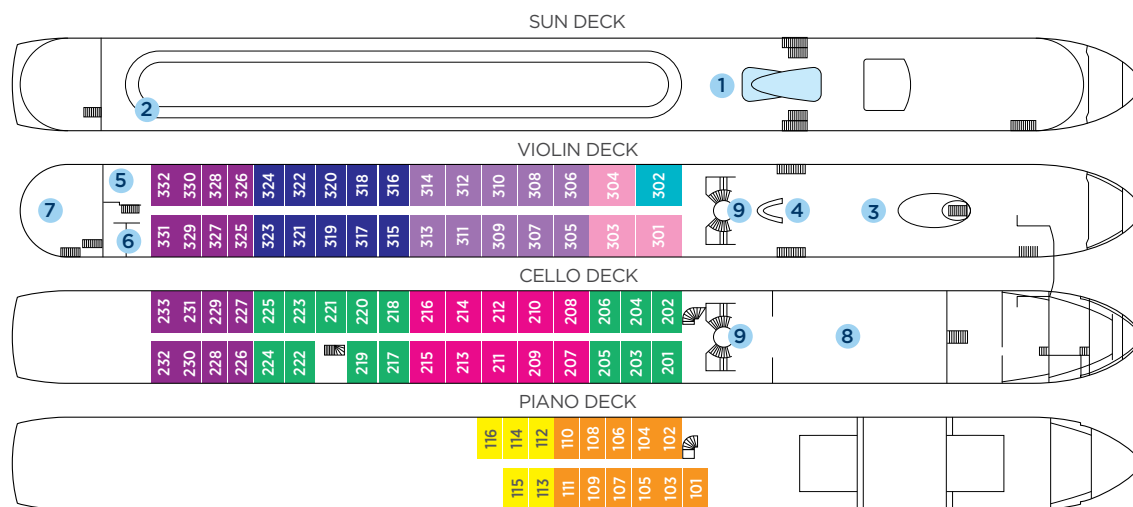 SUN DECK
1
2
VIOLIN DECK
5
332 330 328 326 324 322 320 318 316 314 312 310 308 306 304 302
7
9
4
3
6
331 329 327 325 323 321 319 317 315 313 311 309 307 305 303 301
CELLO DECK
233 231 229 227 225 223 221 220 218 216 214 212 210 208 206 204 202
9
8
232 230 228 226 224 222 219 217 215 213 211 209 207 205 203 201
PIANO DECK
116 114 112 110 108 106 104 102
115 113 111 109 107 105 103 101